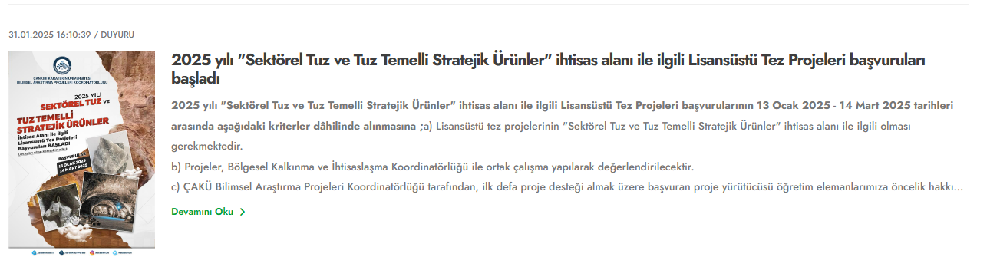 31.01.2025 16:10:39 / DUYURU
ÇANKIRI KARATEKİN ÜNİVERSİTESİ
BİLİMSEL ARAŞTIRMA PROJELERİ KOORDİNATÖRLÜĞÜ
2025 YILI
SEKTÖREL TUZ VE
TUZ TEMELLİ
STRATEJİK ÜRÜNLER
İhtisas Alanı ile ilgili
Lisansüstü Tez Projeleri
Başvuruları BAŞLADI
BAŞVURULAR
13 OCAK 2025
14 MART 2025
2025 yılı "Sektörel Tuz ve Tuz Temelli Stratejik Ürünler" ihtisas alanı ile ilgili Lisansüstü Tez Projeleri başvuruları
başladı
2025 yılı "Sektörel Tuz ve Tuz Temelli Stratejik Ürünler" ihtisas alanı ile ilgili Lisansüstü Tez Projeleri başvurularının 13 Ocak 2025 - 14 Mart 2025 tarihleri
arasında aşağıdaki kriterler dâhilinde alınmasına ;a) Lisansüstü tez projelerinin "Sektörel Tuz ve Tuz Temelli Stratejik Ürünler" ihtisas alanı ile ilgili olması
gerekmektedir.
b) Projeler, Bölgesel Kalkınma ve İhtisaslaşma Koordinatörlüğü ile ortak çalışma yapılarak değerlendirilecektir.
c) ÇAKÜ Bilimsel Araştırma Projeleri Koordinatörlüğü tarafından, ilk defa proje desteği almak üzere başvuran proje yürütücüsü öğretim elemanlarımıza öncelik hakkı...
Devamını Oku